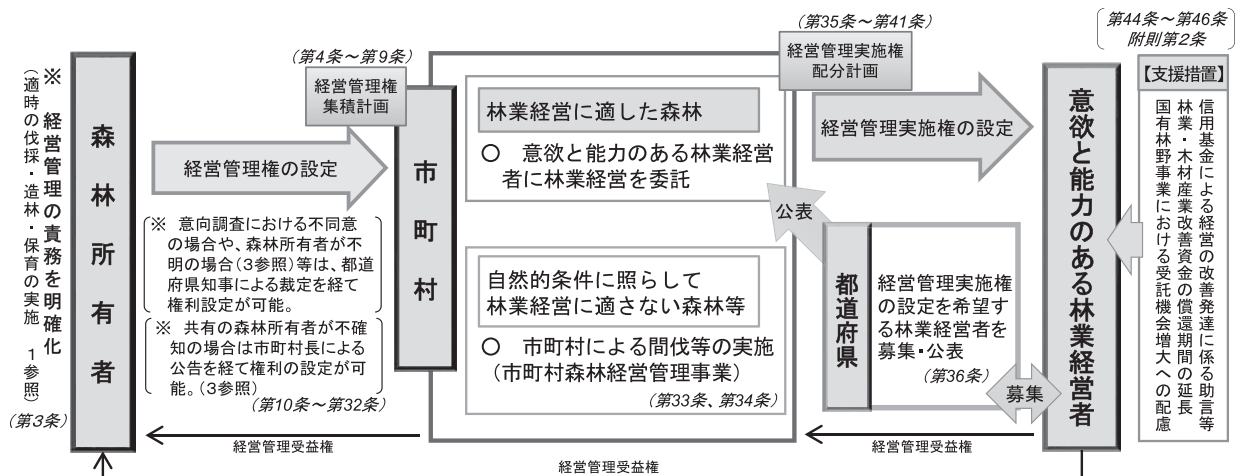 ※ 経営管理の責務を明確化
（適時の伐採・造林・保育の実施　1参照）
(第3条)
森林所有者
(第4条～第9条)
経営管理権
集積計画
経営管理権の設定
※ 意向調査における不同意
の場合や、森林所有者が不
明の場合(3参照)等は、都道
府県知事による裁定を経て
権利設定が可能。
※ 共有の森林所有者が不確
知の場合は市町村長による
公告を経て権利の設定が可
能。(3参照)
(第10条～第32条)
市町村
林業経営に適した森林
○ 意欲と能力のある林業経営
者に林業経営を委託
自然的条件に照らして
林業経営に適さない森林等
○ 市町村による間伐等の実施
(市町村森林経営管理事業)
(第33条、第34条)
(第35条～第41条)
経営管理実施権
配分計画
経営管理実施権の設定
公表
都道府県
経営管理実施権
の設定を希望す
る林業経営者を
募集・公表
(第36条)
募集
意欲と能力のある林業経営者
第44条～第46条
附則第2条
【支援措置】
信用基金による経営の改善発達に係る助言等
林業・木材産業改善資金の償還期間の延長
国有林野事業における受託機会増大への配慮
経営管理受益権
経営管理受益権
経営管理受益権